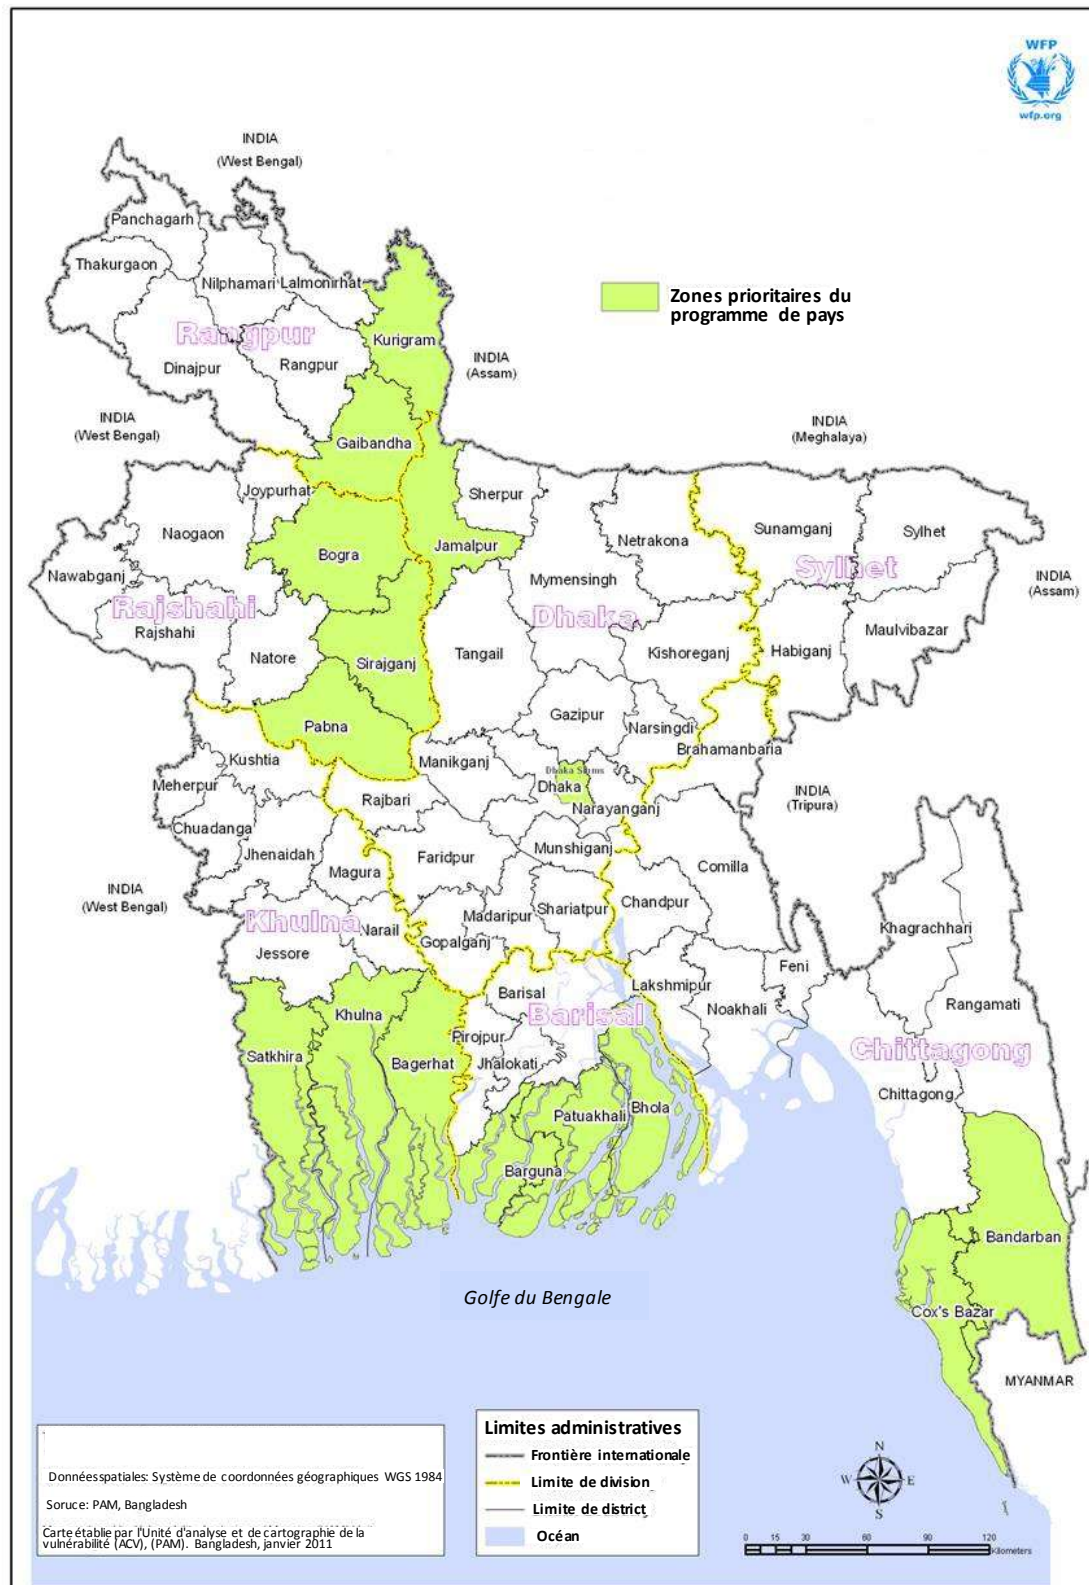 WFP
wfp.org
INDIA
(West Bengal)
Panchagarh
Thakurgaon
Nilphamari
Lalmonirhat
Rangpur
Kurigram
Dinajpur
Rangpur
Zones prioritaires du
programme de pays
INDIA
(Assam)
INDIA
(West Bengal)
INDIA
(Meghalaya)
Gaibandha
Joypurhat
Sherpur
Naogaon
Netrakona
Sunamganj
Sylhet
Bogra
Jamalpur
Nawabganj
Mymensingh
Sylhet
INDIA
(Assam)
Rajshahi
Dhaka
Rajshahi
Maulvibazar
Natore
Sirajganj
Tangail
Kishoreganj
Habiganj
Pabna
Gazipur
Narsingdi
Brahamanbaria
Kushtia
Manikganj
Dhaka Slums
Dhaka
Meherpur
Rajbari
Narayanganj
INDIA
(Tripura)
Chuadanga
Jhenaidah
Magura
Faridpur
Munshiganj
Comilla
INDIA
(West Bengal)
Khulna
Narail
Madaripur
Shariatpur
Chandpur
Khagrachhari
Jessore
Gopalganj
Feni
Lakshmipur
Barisal
Noakhali
Rangamati
Khulna
Barisal
Pirojpur
Satkhira
Bagerhat
Jhalokati
Chittagong
Chittagong
Patuakhali
Bhola
Barguna
Bandarban
Golfe du Bengale
Cox's Bazar
MYANMAR
Limites administratives
Frontière internationale
Limite de division
Limite de district
Océan
Donnéesspatiales: Système de coordonnées géographiques WGS 1984
Soruce: PAM, Bangladesh
Carte établie par l'Unité d'analyse et de cartographie de la
vulnérabilité (ACV), (PAM). Bangladesh, janvier 2011
N
W E
S
0 15 30 60 90 120
Kilometers